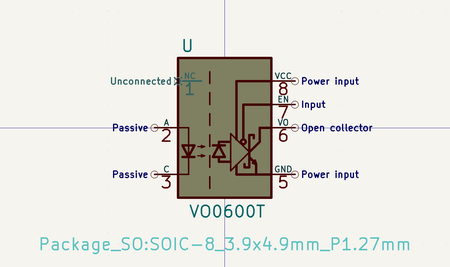 U
Unconnected NC 1
VCC 8 Power input
EN 7 Input
Passive A 2
VO 6 Open collector
Passive C 3
GND 5 Power input
VO0600T
Package_SO:SOIC-8_3.9x4.9mm_P1.27mm